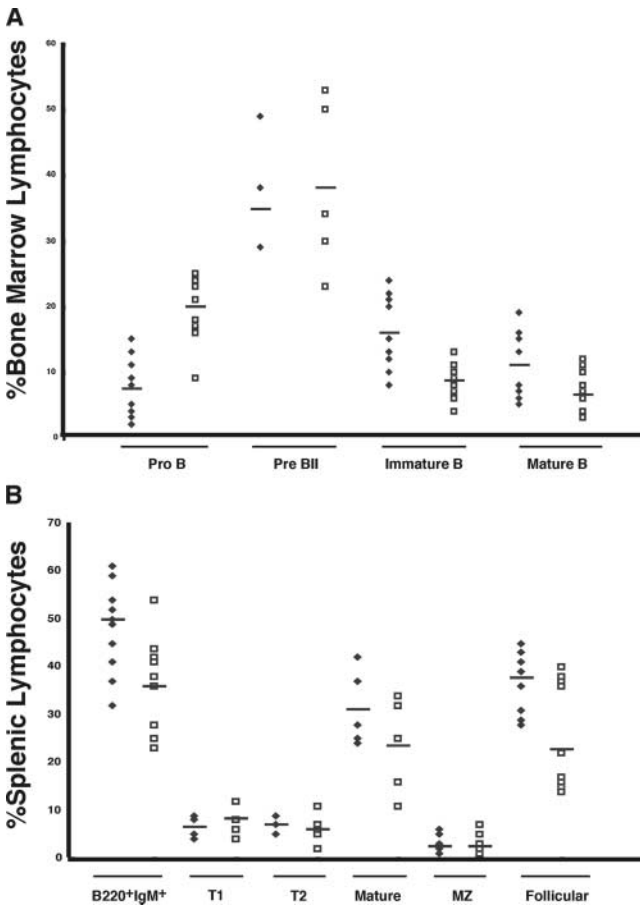 A
%Bone Marrow Lymphocytes
60
50
40
30
20
10
0
Pro B Pre BII Immature B Mature B
B
%Splenic Lymphocytes
70
60
50
40
30
20
10
0
B220⁺IgM⁺ T1 T2 Mature MZ Follicular